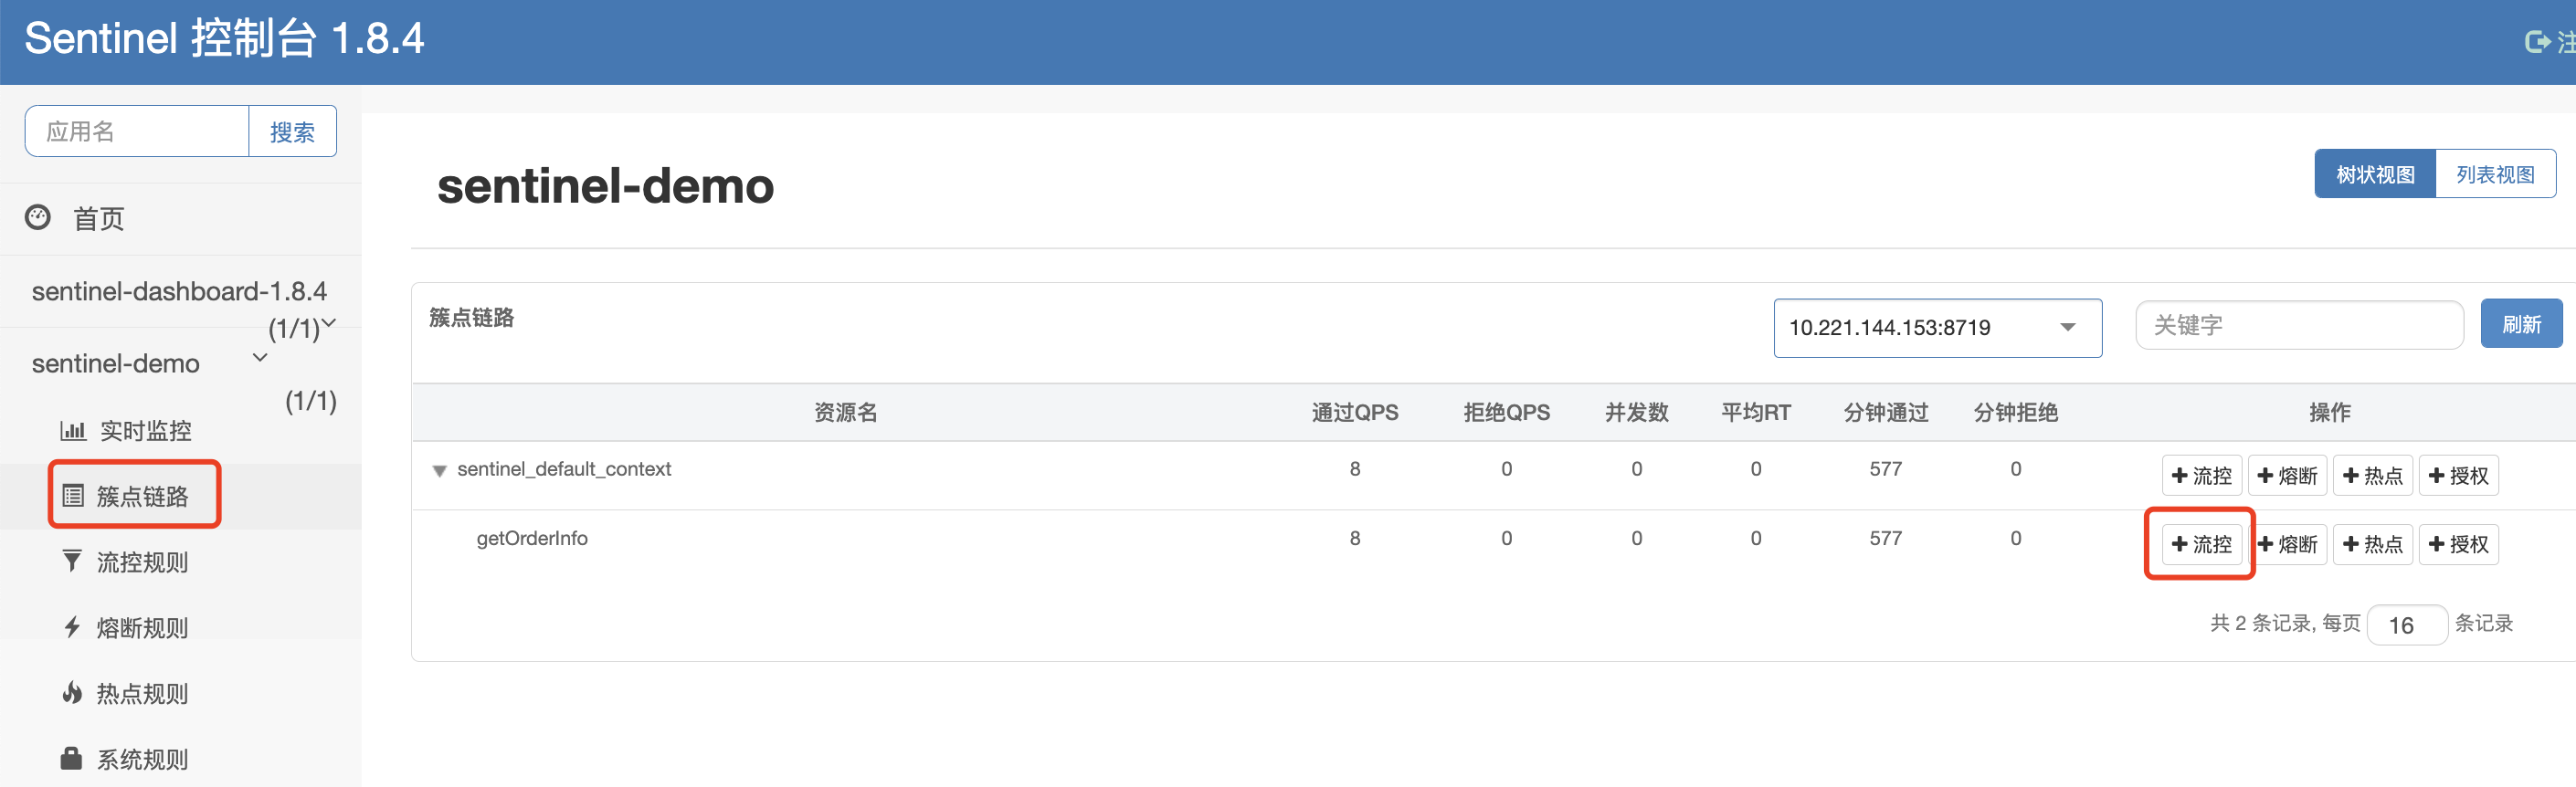 Sentinel 控制台 1.8.4
注
应用名 搜索
首页
sentinel-dashboard-1.8.4
(1/1)
sentinel-demo
(1/1)
实时监控
簇点链路
流控规则
熔断规则
热点规则
系统规则
sentinel-demo
树状视图 列表视图
簇点链路
10.221.144.153:8719
关键字
刷新
资源名 通过QPS 拒绝QPS 并发数 平均RT 分钟通过 分钟拒绝 操作
sentinel_default_context 8 0 0 0 577 0 +流控 +熔断 +热点 +授权
getOrderInfo 8 0 0 0 577 0 +流控 +熔断 +热点 +授权
共 2 条记录, 每页 16 条记录